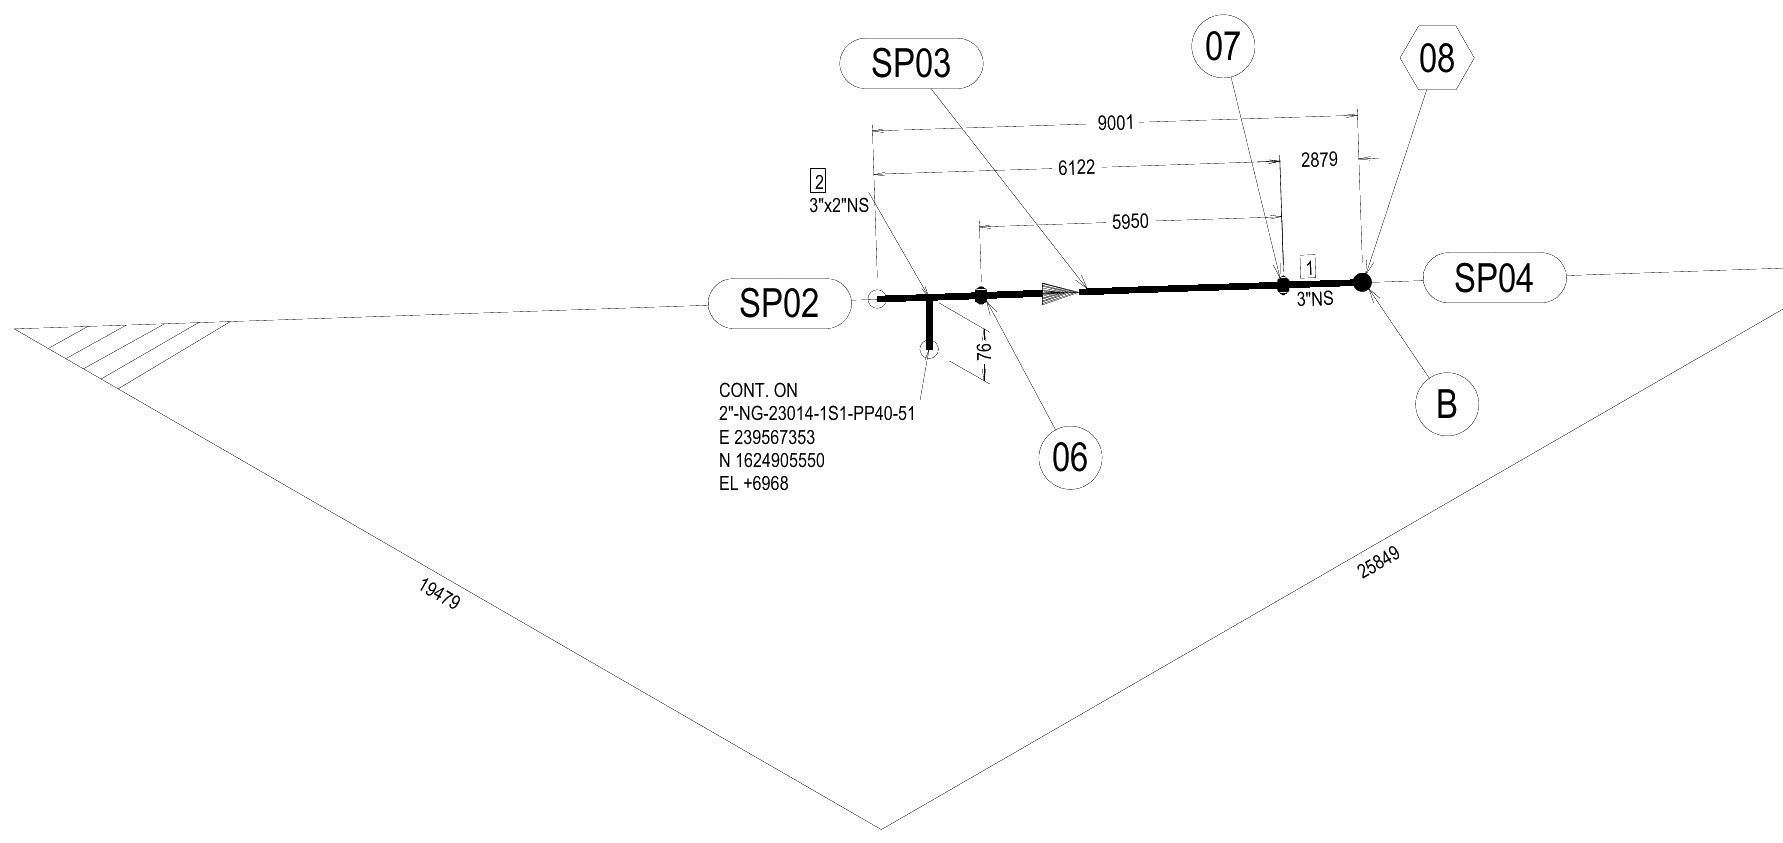 SP03
07
08
9001
6122
2879
2
3"x2"NS
5950
SP02
1
3"NS
SP04
76
CONT. ON
2"-NG-23014-1S1-PP40-51
E 239567353
N 1624905550
EL +6968
06
B
19479
25849